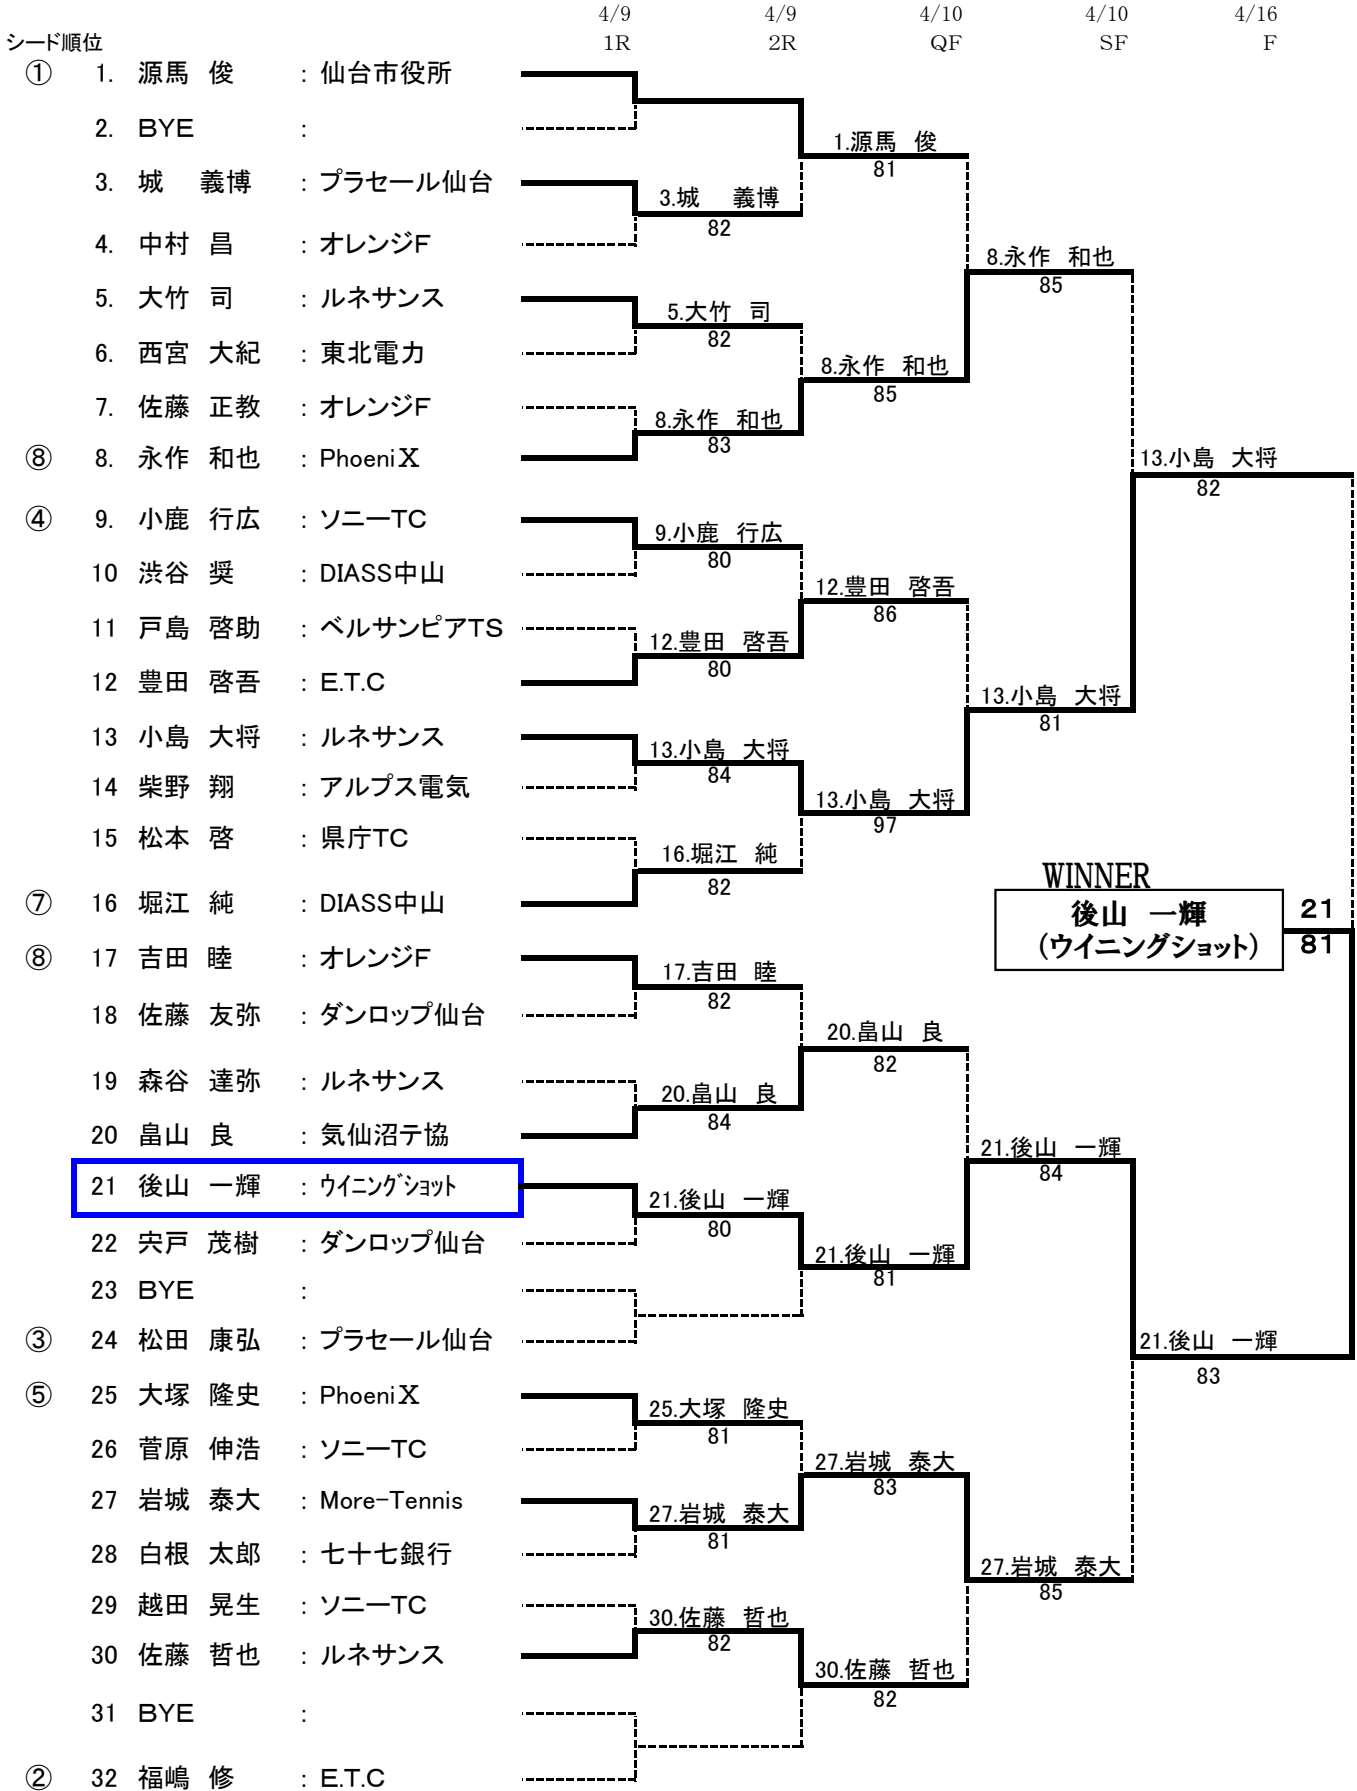 4/9 4/9 4/10 4/10 4/16
シード順位 1R 2R QF SF F
① 1. 源馬 俊 : 仙台市役所
2. BYE :
1.源馬 俊
81
3. 城 義博 : プラセール仙台
3.城 義博
82
4. 中村 昌 : オレンジF
8.永作 和也
85
5. 大竹 司 : ルネサンス
5.大竹 司
82
6. 西宮 大紀 : 東北電力
8.永作 和也
85
7. 佐藤 正教 : オレンジF
8.永作 和也
83
⑧ 8. 永作 和也 : PhoeniX
13.小島 大将
82
④ 9. 小鹿 行広 : ソニーTC
9.小鹿 行広
80
10 渋谷 奨 : DIASS中山
12.豊田 啓吾
86
11 戸島 啓助 : ベルサンピアTS
12.豊田 啓吾
80
12 豊田 啓吾 : E.T.C
13.小島 大将
81
13 小島 大将 : ルネサンス
13.小島 大将
84
14 柴野 翔 : アルプス電気
13.小島 大将
97
15 松本 啓 : 県庁TC
16.堀江 純
82
WINNER
⑦ 16 堀江 純 : DIASS中山
後山 一輝 21
(ウイニングショット) 81
⑧ 17 吉田 睦 : オレンジF
17.吉田 睦
82
18 佐藤 友弥 : ダンロップ仙台
20.畠山 良
82
19 森谷 達弥 : ルネサンス
20.畠山 良
84
20 畠山 良 : 気仙沼テ協
21.後山 一輝
84
21 後山 一輝 : ウイニングショット
21.後山 一輝
80
22 宍戸 茂樹 : ダンロップ仙台
21.後山 一輝
81
23 BYE :
③ 24 松田 康弘 : プラセール仙台
21.後山 一輝
83
⑤ 25 大塚 隆史 : PhoeniX
25.大塚 隆史
81
26 菅原 伸浩 : ソニーTC
27.岩城 泰大
83
27 岩城 泰大 : More-Tennis
27.岩城 泰大
81
28 白根 太郎 : 七十七銀行
27.岩城 泰大
85
29 越田 晃生 : ソニーTC
30.佐藤 哲也
82
30 佐藤 哲也 : ルネサンス
30.佐藤 哲也
82
31 BYE :
② 32 福嶋 修 : E.T.C